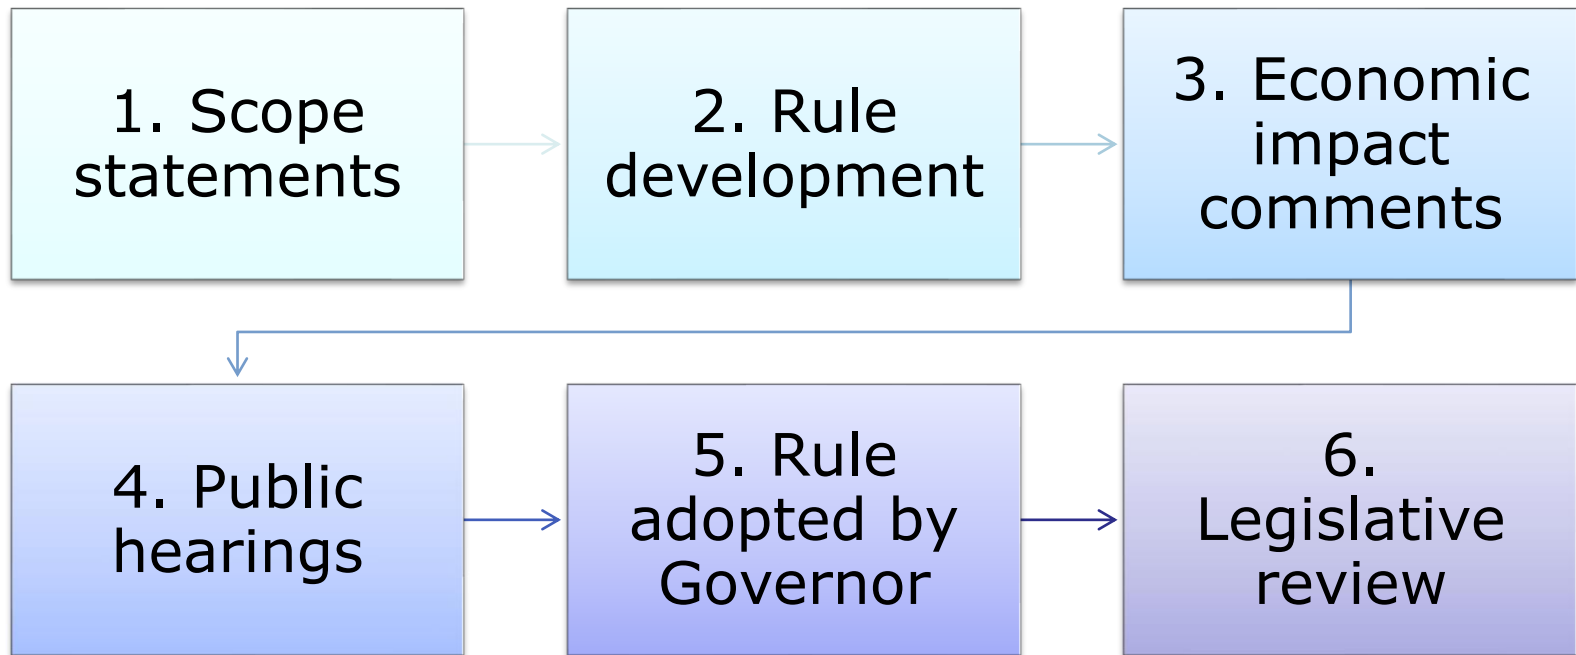 1. Scope
statements
2. Rule
development
3. Economic
impact
comments
4. Public
hearings
5. Rule
adopted by
Governor
6.
Legislative
review